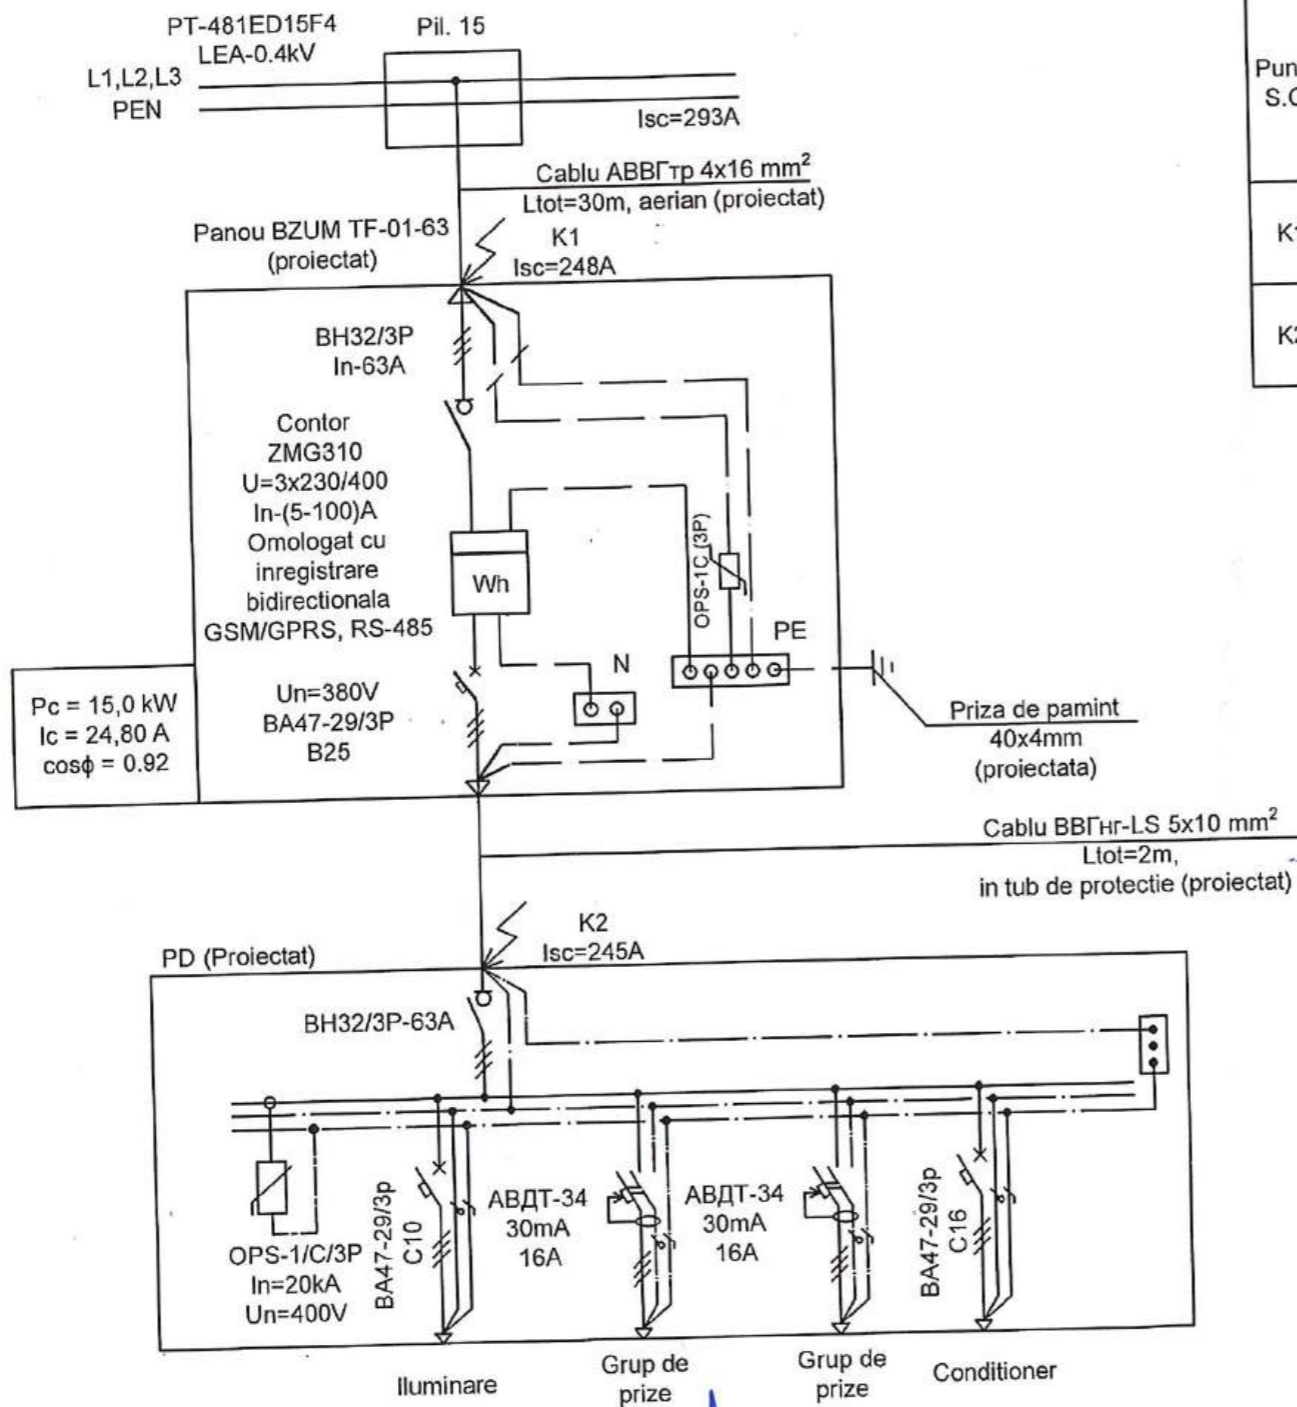 PT-481ED15F4
LEA-0.4kV
Pil. 15
L1,L2,L3
PEN
Isc=293A
Cablu АВВГтр 4x16 mm²
Ltot=30m, aerian (proiectat)
Panou BZUM TF-01-63
(proiectat)
K1
Isc=248A
BH32/3P
In-63A
Contor
ZMG310
U=3x230/400
In-(5-100)A
Omologat cu
inregistrare
bidirectionala
GSM/GPRS, RS-485
Wh
OPS-1C (3P)
PE
N
Un=380V
BA47-29/3P
B25
Pc = 15,0 kW
Ic = 24,80 A
cosϕ = 0.92
Priza de pamint
40x4mm
(proiectata)
Cablu ВВГнг-LS 5x10 mm²
Ltot=2m,
in tub de protectie (proiectat)
K2
Isc=245A
PD (Proiectat)
BH32/3P-63A
OPS-1/C/3P
In=20kA
Un=400V
BA47-29/3p
C10
АВДТ-34
30mA
16A
АВДТ-34
30mA
16A
BA47-29/3p
C16
Iluminare
Grup de
prize
Grup de
prize
Conditioner
Pun
S.C
K1
K2